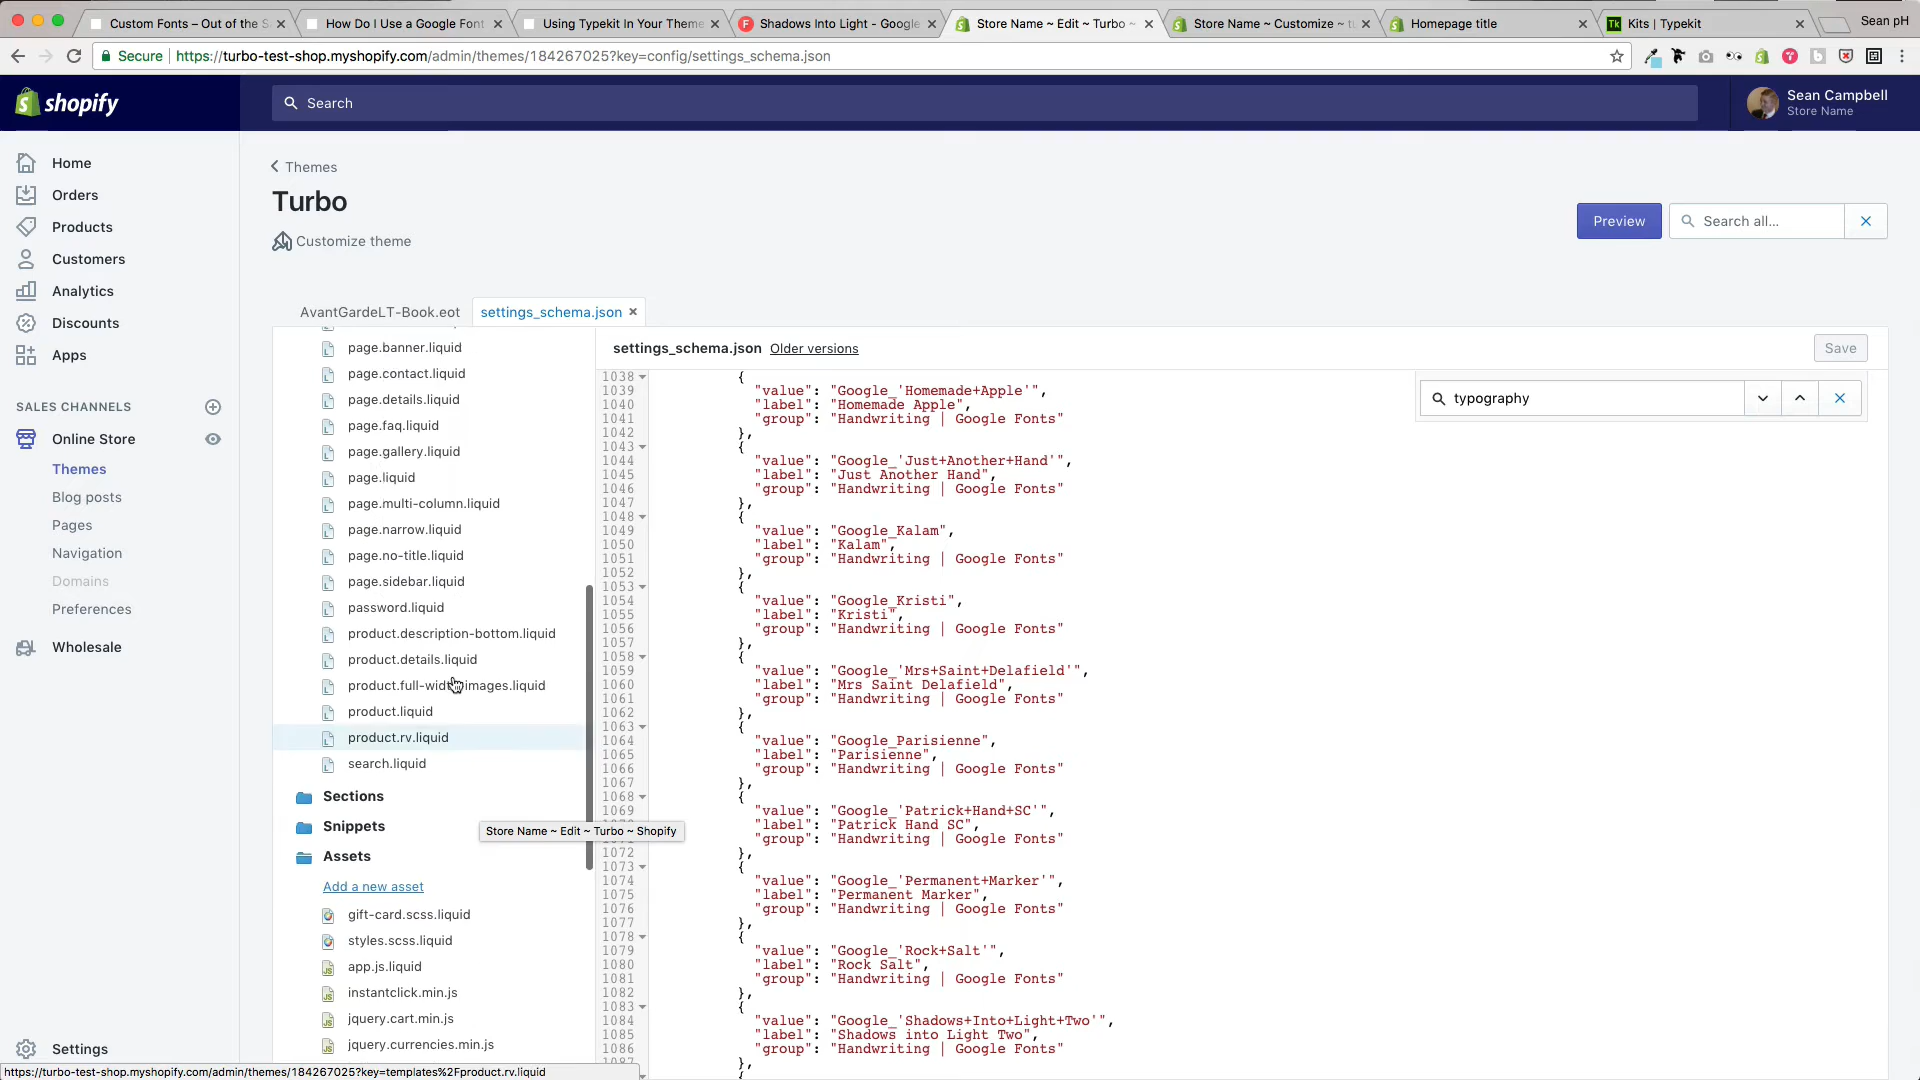 Custom Fonts – Out of the S
How Do I Use a Google Font
Using Typekit In Your Theme
Shadows Into Light - Google
Store Name ~ Edit ~ Turbo ~
Store Name ~ Customize ~ t
Homepage title
Kits | Typekit
Sean pH
Secure
https://turbo-test-shop.myshopify.com/admin/themes/184267025?key=config/settings_schema.json
shopify
Search
Sean Campbell
Store Name
Home
Orders
Products
Customers
Analytics
Discounts
Apps
SALES CHANNELS
Online Store
Themes
Blog posts
Pages
Navigation
Domains
Preferences
Wholesale
Settings
Themes
Turbo
Customize theme
Preview
Search all...
AvantGardeLT-Book.eot
settings_schema.json
page.banner.liquid
page.contact.liquid
page.details.liquid
page.faq.liquid
page.gallery.liquid
page.liquid
page.multi-column.liquid
page.narrow.liquid
page.no-title.liquid
page.sidebar.liquid
password.liquid
product.description-bottom.liquid
product.details.liquid
product.full-width-images.liquid
product.liquid
product.rv.liquid
search.liquid
Sections
Snippets
Store Name ~ Edit ~ Turbo ~ Shopify
Assets
Add a new asset
gift-card.scss.liquid
styles.scss.liquid
app.js.liquid
instantclick.min.js
jquery.cart.min.js
jquery.currencies.min.js
settings_schema.json Older versions
Save
typography
1038 {
1039 "value": "Google_'Homemade+Apple'",
1040 "label": "Homemade Apple",
1041 "group": "Handwriting | Google Fonts"
1042 },
1043 {
1044 "value": "Google_'Just+Another+Hand'",
1045 "label": "Just Another Hand",
1046 "group": "Handwriting | Google Fonts"
1047 },
1048 {
1049 "value": "Google_Kalam",
1050 "label": "Kalam",
1051 "group": "Handwriting | Google Fonts"
1052 },
1053 {
1054 "value": "Google_Kristi",
1055 "label": "Kristi",
1056 "group": "Handwriting | Google Fonts"
1057 },
1058 {
1059 "value": "Google_'Mrs+Saint+Delafield'",
1060 "label": "Mrs Saint Delafield",
1061 "group": "Handwriting | Google Fonts"
1062 },
1063 {
1064 "value": "Google_Parisienne",
1065 "label": "Parisienne",
1066 "group": "Handwriting | Google Fonts"
1067 },
1068 {
1069 "value": "Google_'Patrick+Hand+SC'",
"label": "Patrick Hand SC",
"group": "Handwriting | Google Fonts"
1072 },
1073 {
1074 "value": "Google_'Permanent+Marker'",
1075 "label": "Permanent Marker",
1076 "group": "Handwriting | Google Fonts"
1077 },
1078 {
1079 "value": "Google_'Rock+Salt'",
1080 "label": "Rock Salt",
1081 "group": "Handwriting | Google Fonts"
1082 },
1083 {
1084 "value": "Google_'Shadows+Into+Light+Two'",
1085 "label": "Shadows into Light Two",
1086 "group": "Handwriting | Google Fonts"
1087 },
{
https://turbo-test-shop.myshopify.com/admin/themes/184267025?key=templates%2Fproduct.rv.liquid